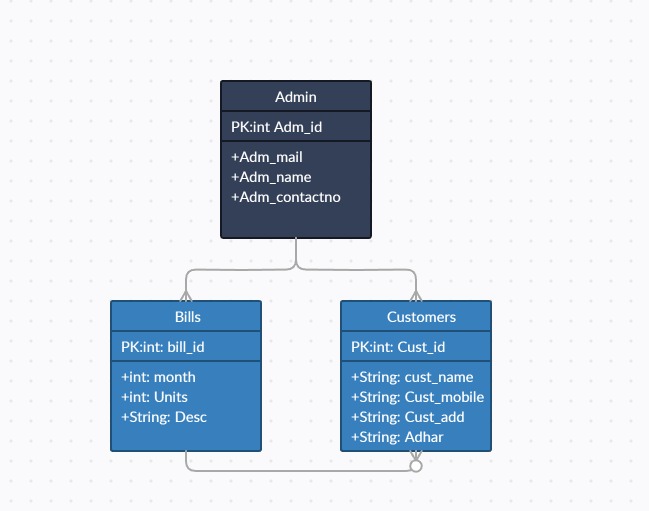 Admin
PK:int Adm_id
+Adm_mail
+Adm_name
+Adm_contactno
Bills
PK:int: bill_id
+int: month
+int: Units
+String: Desc
Customers
PK:int: Cust_id
+String: cust_name
+String: Cust_mobile
+String: Cust_add
+String: Adhar